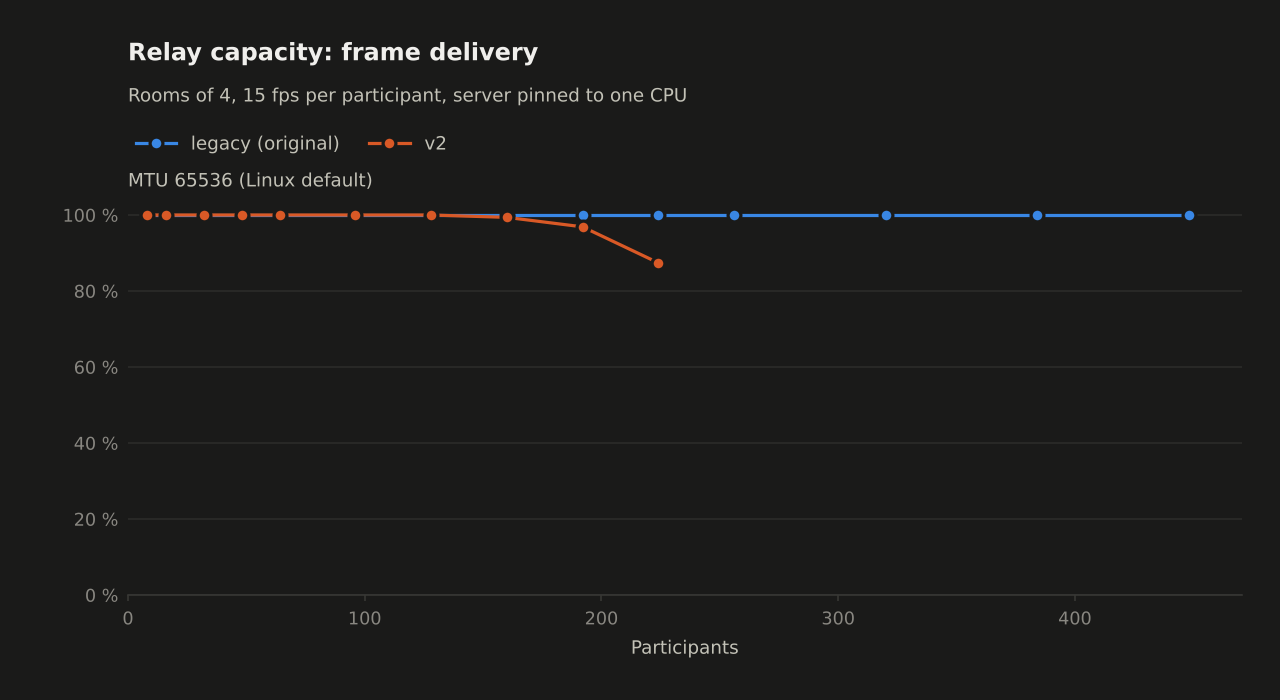 Relay capacity: frame delivery
Rooms of 4, 15 fps per participant, server pinned to one CPU
legacy (original) v2
MTU 65536 (Linux default)
100 %
80 %
60 %
40 %
20 %
0 %
0 100 200 300 400
Participants